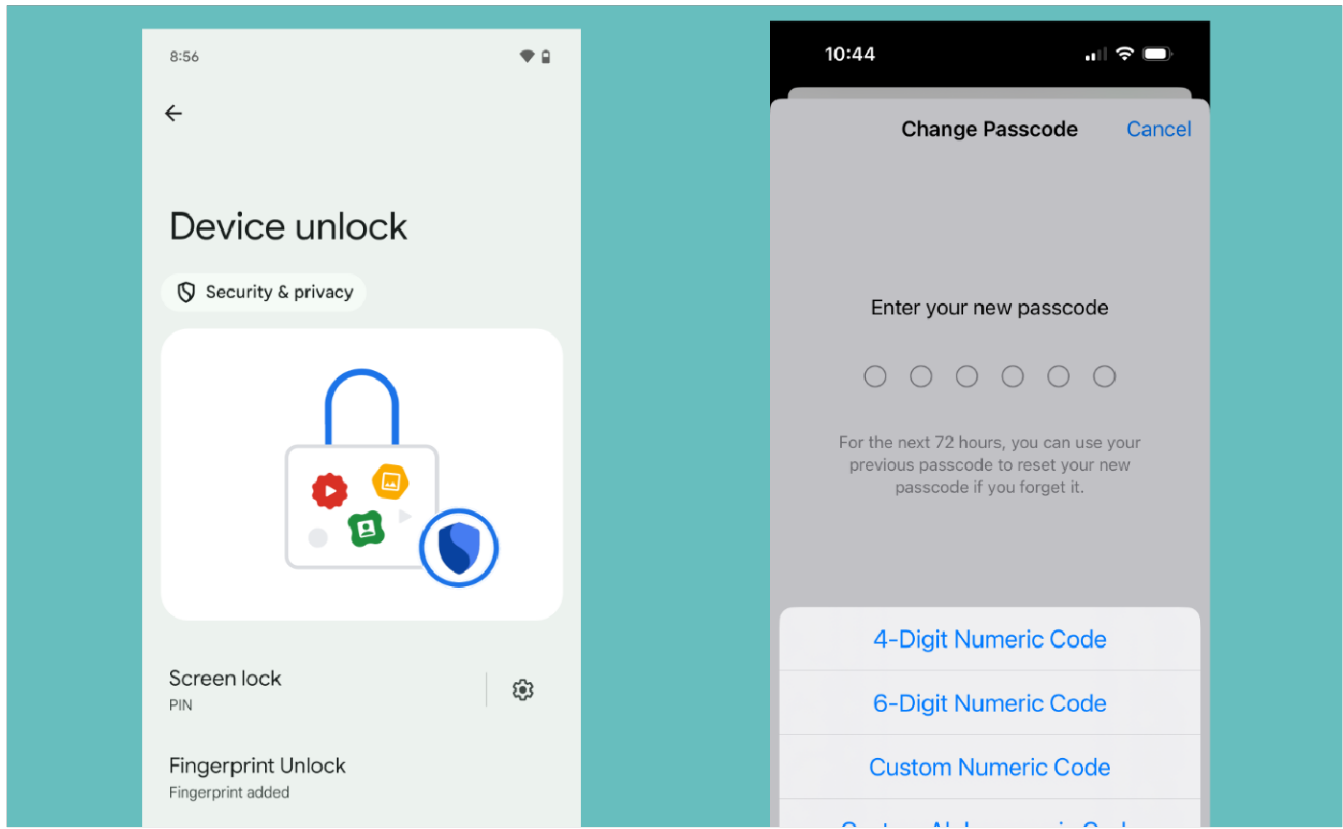 8:56
Device unlock
Security & privacy
Screen lock
PIN
Fingerprint Unlock
Fingerprint added
10:44
Change Passcode
Cancel
Enter your new passcode
For the next 72 hours, you can use your
previous passcode to reset your new
passcode if you forget it.
4-Digit Numeric Code
6-Digit Numeric Code
Custom Numeric Code